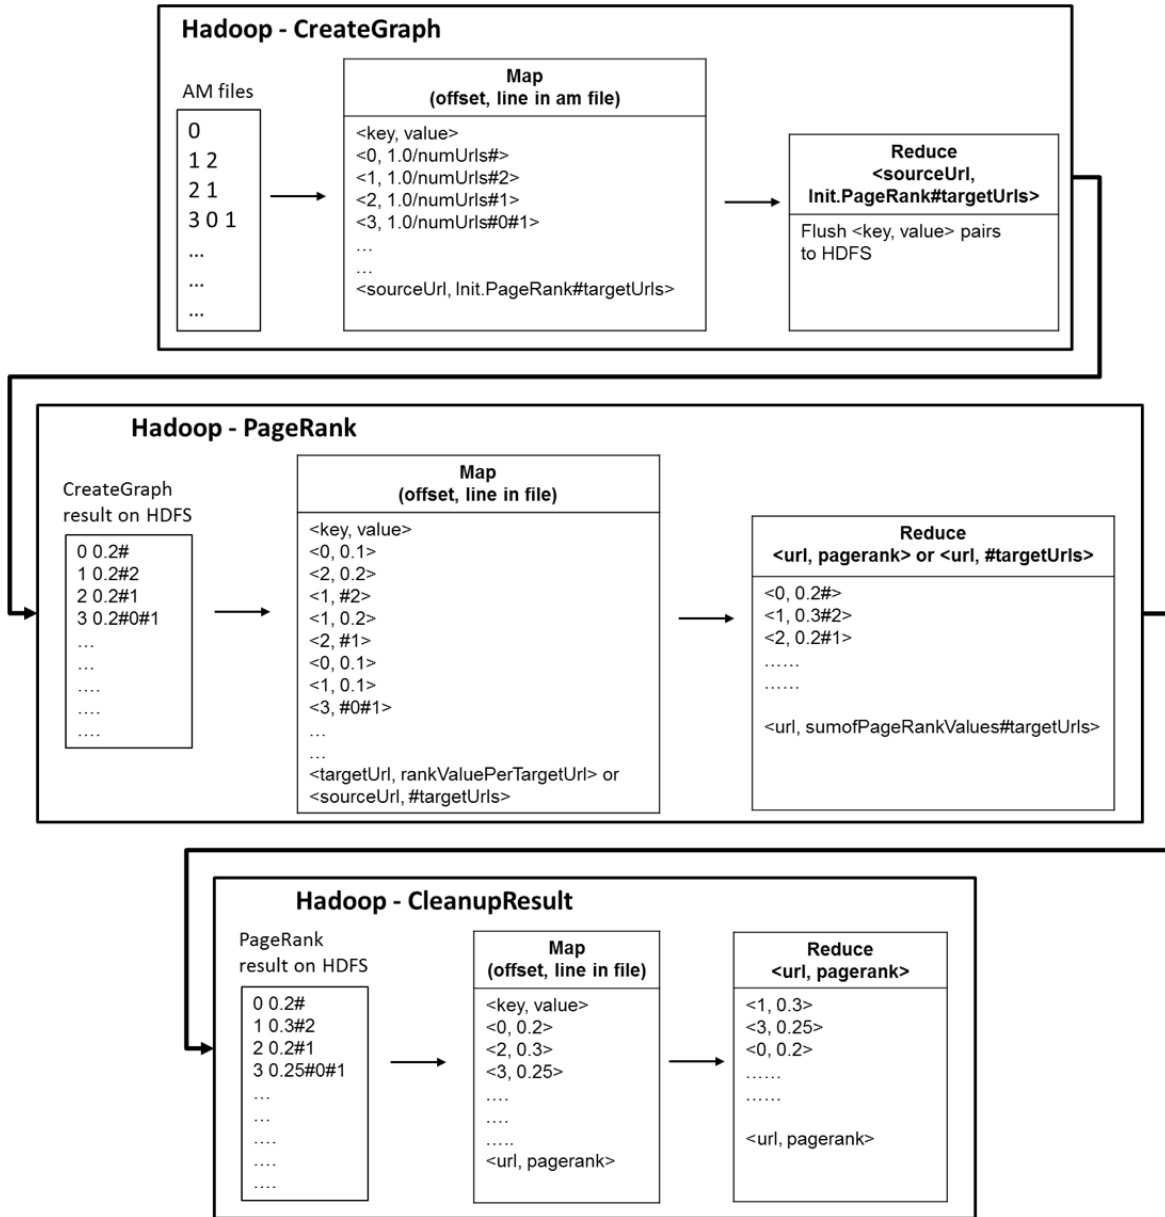 Hadoop - CreateGraph
AM files
0
1 2
2 1
3 0 1
...
...
...
Map
(offset, line in am file)
<key, value>
<0, 1.0/numUrls#>
<1, 1.0/numUrls#2>
<2, 1.0/numUrls#1>
<3, 1.0/numUrls#0#1>
...
...
<sourceUrl, Init.PageRank#targetUrls>
Reduce
<sourceUrl,
Init.PageRank#targetUrls>
Flush <key, value> pairs
to HDFS
Hadoop - PageRank
CreateGraph
result on HDFS
0 0.2#
1 0.2#2
2 0.2#1
3 0.2#0#1
...
...
....
....
....
Map
(offset, line in file)
<key, value>
<0, 0.1>
<2, 0.2>
<1, #2>
<1, 0.2>
<2, #1>
<0, 0.1>
<1, 0.1>
<3, #0#1>
...
...
<targetUrl, rankValuePerTargetUrl> or
<sourceUrl, #targetUrls>
Reduce
<url, pagerank> or <url, #targetUrls>
<0, 0.2#>
<1, 0.3#2>
<2, 0.2#1>
......
......
<url, sumofPageRankValues#targetUrls>
Hadoop - CleanupResult
PageRank
result on HDFS
0 0.2#
1 0.3#2
2 0.2#1
3 0.25#0#1
...
...
....
....
....
Map
(offset, line in file)
<key, value>
<0, 0.2>
<2, 0.3>
<3, 0.25>
....
....
.....
<url, pagerank>
Reduce
<url, pagerank>
<1, 0.3>
<3, 0.25>
<0, 0.2>
......
......
<url, pagerank>